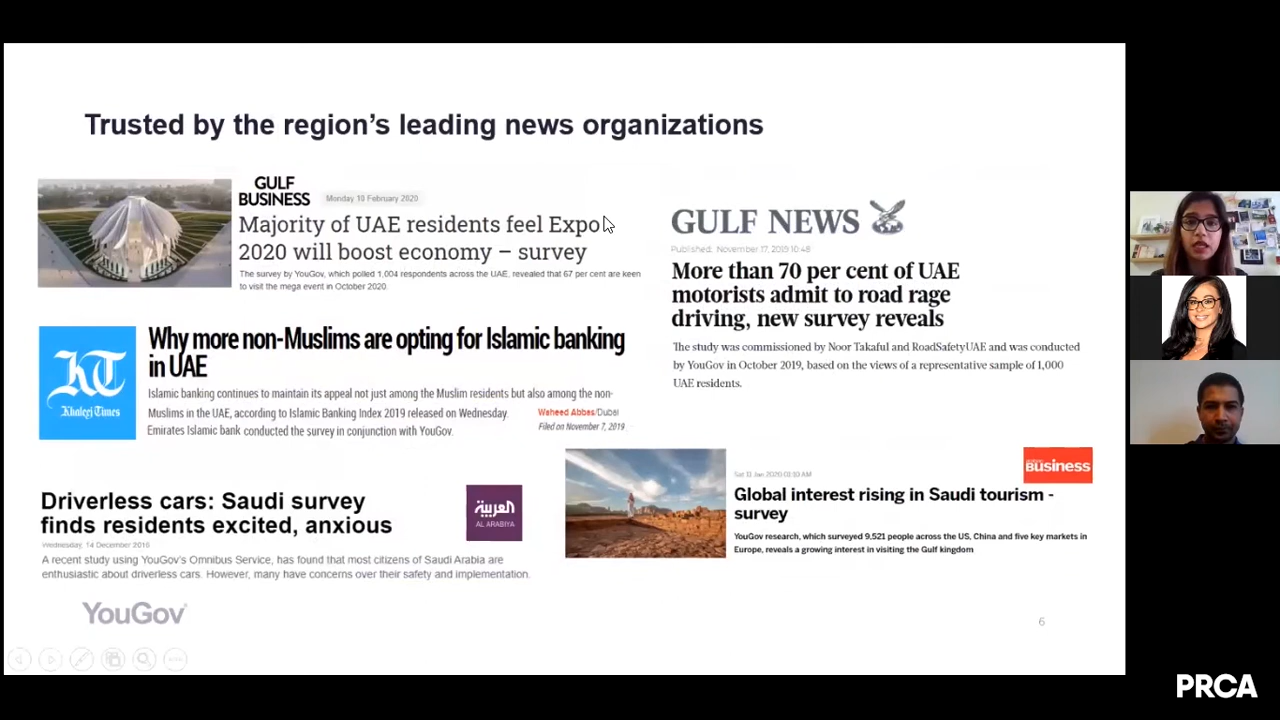 Trusted by the region's leading news organizations
GULF
BUSINESS
Monday 10 February 2020
Majority of UAE residents feel Expo
2020 will boost economy – survey
The survey by YouGov, which polled 1,004 respondents across the UAE, revealed that 67 per cent are keen
to visit the mega event in October 2020.
GULF NEWS
Published: November 17, 2019 10:48
More than 70 per cent of UAE
motorists admit to road rage
driving, new survey reveals
The study was commissioned by Noor Takaful and RoadSafetyUAE and was conducted
by YouGov in October 2019, based on the views of a representative sample of 1,000
UAE residents.
KT
Khaleej Times
Why more non-Muslims are opting for Islamic banking
in UAE
Islamic banking continues to maintain its appeal not just among the Muslim residents but also among the non-
Muslims in the UAE, according to Islamic Banking Index 2019 released on Wednesday.
Emirates Islamic bank conducted the survey in conjunction with YouGov.
Waheed Abbas/Dubai
Filed on November 7, 2019
Driverless cars: Saudi survey
finds residents excited, anxious
العربية
AL ARABIYA
Wednesday, 14 December 2016
A recent study using YouGov's Omnibus Service, has found that most citizens of Saudi Arabia are
enthusiastic about driverless cars. However, many have concerns over their safety and implementation.
BUSINESS
Sat 11 Jan 2020
Global interest rising in Saudi tourism -
survey
YouGov research, which surveyed 9,521 people across the US, China and five key markets in
Europe, reveals a growing interest in visiting the Gulf kingdom
YouGov
6
PRCA